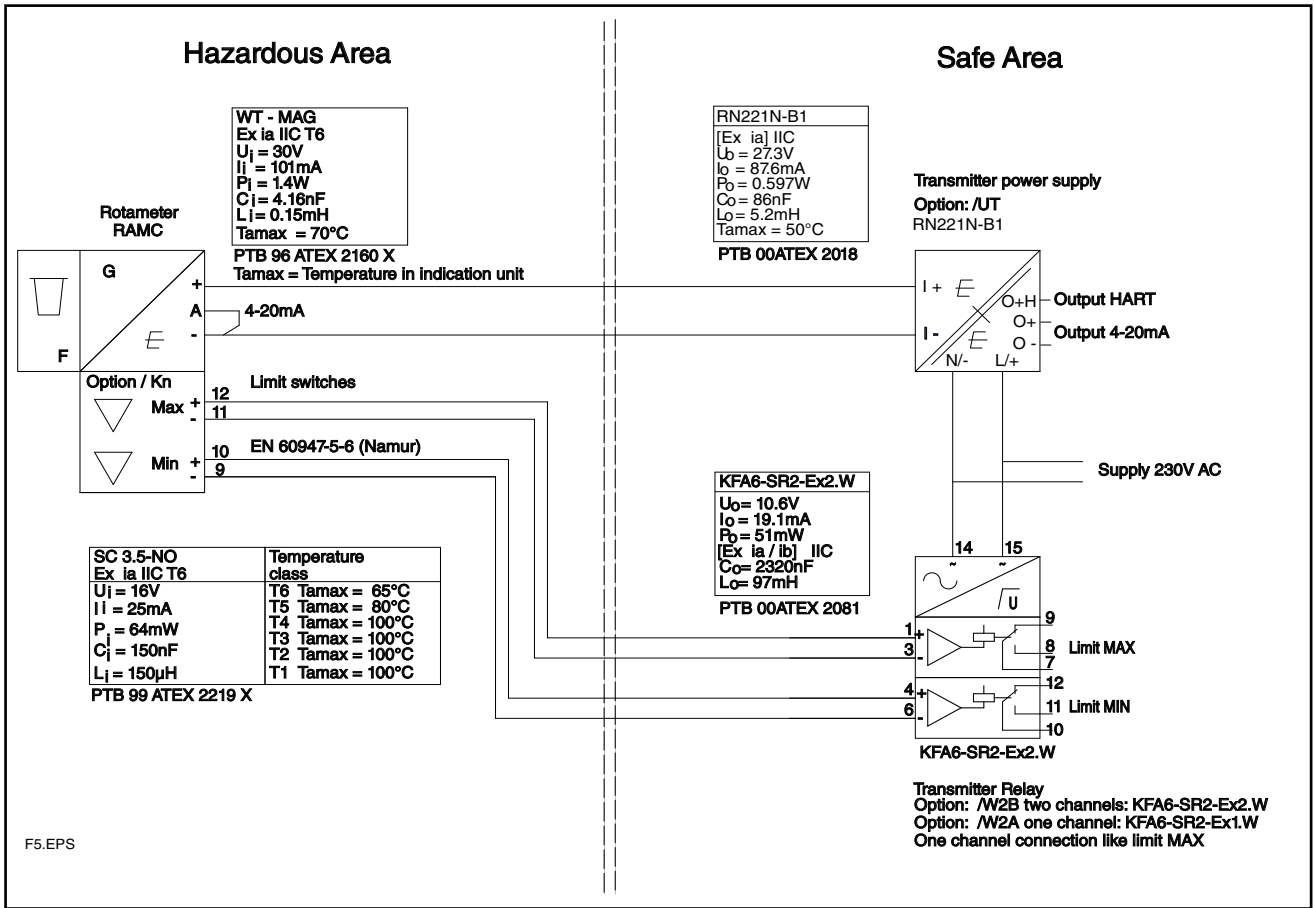 Hazardous Area
Safe Area
WT - MAG
Ex ia IIC T6
Ui = 30V
Ii = 101mA
Pi = 1.4W
Ci = 4.16nF
Li = 0.15mH
Tamax = 70°C
PTB 96 ATEX 2160 X
Tamax = Temperature in indication unit
RN221N-B1
[Ex ia] IIC
Uo = 27.3V
Io = 87.6mA
Po = 0.597W
Co = 86nF
Lo = 5.2mH
Tamax = 50°C
PTB 00ATEX 2018
Transmitter power supply
Option: /UT
RN221N-B1
Rotameter
RAMC
G
E
F
+
A
-
4-20mA
I +
I -
E
E
O+H
O+
O -
N/-
L/+
Output HART
Output 4-20mA
Option / Kn
Max
+
-
12
11
Limit switches
Min
+
-
10
9
EN 60947-5-6 (Namur)
Supply 230V AC
KFA6-SR2-Ex2.W
Uo= 10.6V
Io = 19.1mA
Po = 51mW
[Ex ia / ib] IIC
Co= 2320nF
Lo= 97mH
PTB 00ATEX 2081
SC 3.5-NO
Ex ia IIC T6
Ui = 16V
Ii = 25mA
Pi = 64mW
Ci = 150nF
Li = 150µH
Temperature
class
T6 Tamax = 65°C
T5 Tamax = 80°C
T4 Tamax = 100°C
T3 Tamax = 100°C
T2 Tamax = 100°C
T1 Tamax = 100°C
PTB 99 ATEX 2219 X
14
15
~
~
U
1
+
3
-
9
8
7
Limit MAX
4
+
6
-
12
11
10
Limit MIN
KFA6-SR2-Ex2.W
Transmitter Relay
Option: /W2B two channels: KFA6-SR2-Ex2.W
Option: /W2A one channel: KFA6-SR2-Ex1.W
One channel connection like limit MAX
F5.EPS